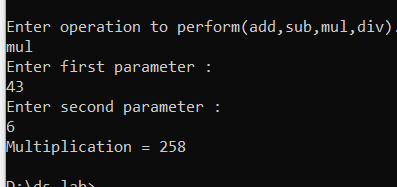 Enter operation to perform(add,sub,mul,div).
mul
Enter first parameter :
43
Enter second parameter :
6
Multiplication = 258
D:\ds lab>